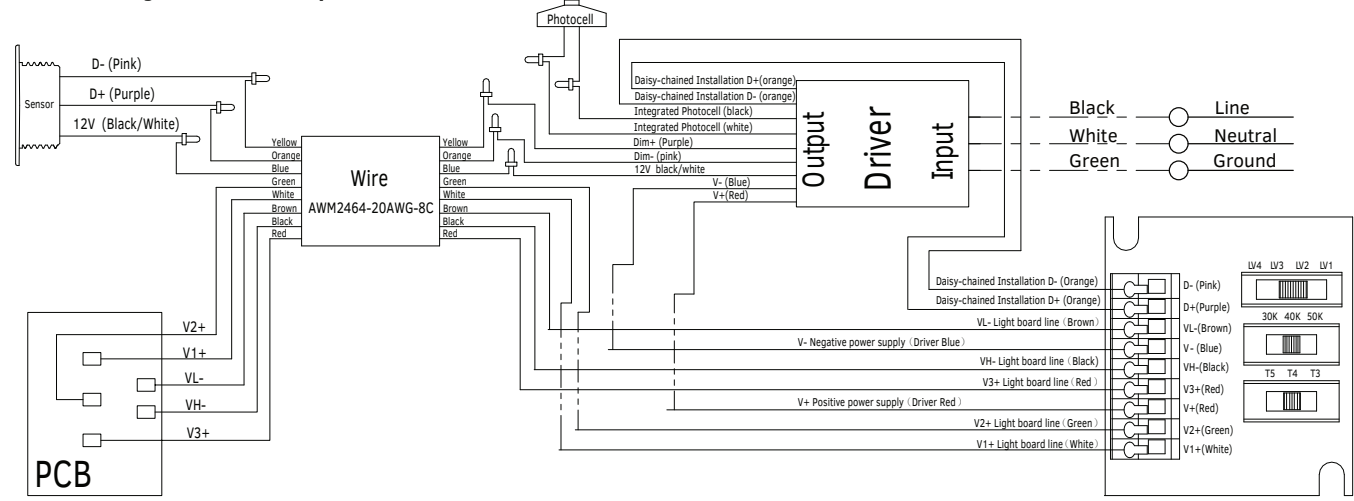 Photocell
Sensor
D- (Pink)
D+ (Purple)
12V (Black/White)
Yellow
Orange
Blue
Green
White
Brown
Black
Red
Wire
AWM2464-20AWG-8C
Yellow
Orange
Blue
Green
White
Brown
Black
Red
Daisy-chained Installation D+(orange)
Daisy-chained Installation D- (orange)
Integrated Photocell (black)
Integrated Photocell (white)
Dim+ (Purple)
Dim- (pink)
12V black/white
V- (Blue)
V+(Red)
Output
Driver
Input
Black Line
White Neutral
Green Ground
V2+
V1+
VL-
VH-
V3+
PCB
Daisy-chained Installation D- (Orange)
Daisy-chained Installation D+ (Orange)
VL- Light board line（Brown）
V- Negative power supply（Driver Blue）
VH- Light board line (Black)
V3+ Light board line（Red）
V+ Positive power supply（Driver Red）
V2+ Light board line（Green）
V1+ Light board line（White）
D- (Pink)
D+(Purple)
VL-(Brown)
V- (Blue)
VH-(Black)
V3+(Red)
V+(Red)
V2+(Green)
V1+(White)
LV4 LV3 LV2 LV1
30K 40K 50K
T5 T4 T3